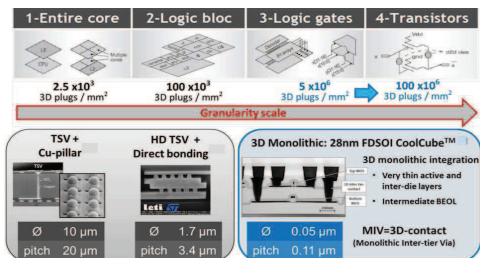 1-Entire core
2-Logic bloc
3-Logic gates
4-Transistors
2.5 x10³
3D plugs / mm²
100 x10³
3D plugs / mm²
5 x10⁶
3D plugs / mm²
100 x10⁶
3D plugs / mm²
Granularity scale
TSV +
Cu-pillar
TSV
Ø 10 µm
pitch 20 µm
HD TSV +
Direct bonding
Leti
Ø 1.7 µm
pitch 3.4 µm
3D Monolithic: 28nm FDSOI CoolCube™
3D monolithic integration
• Very thin active and
inter-die layers
• Intermediate BEOL
Ø 0.05 µm
pitch 0.11 µm
MIV=3D-contact
(Monolithic Inter-tier Via)